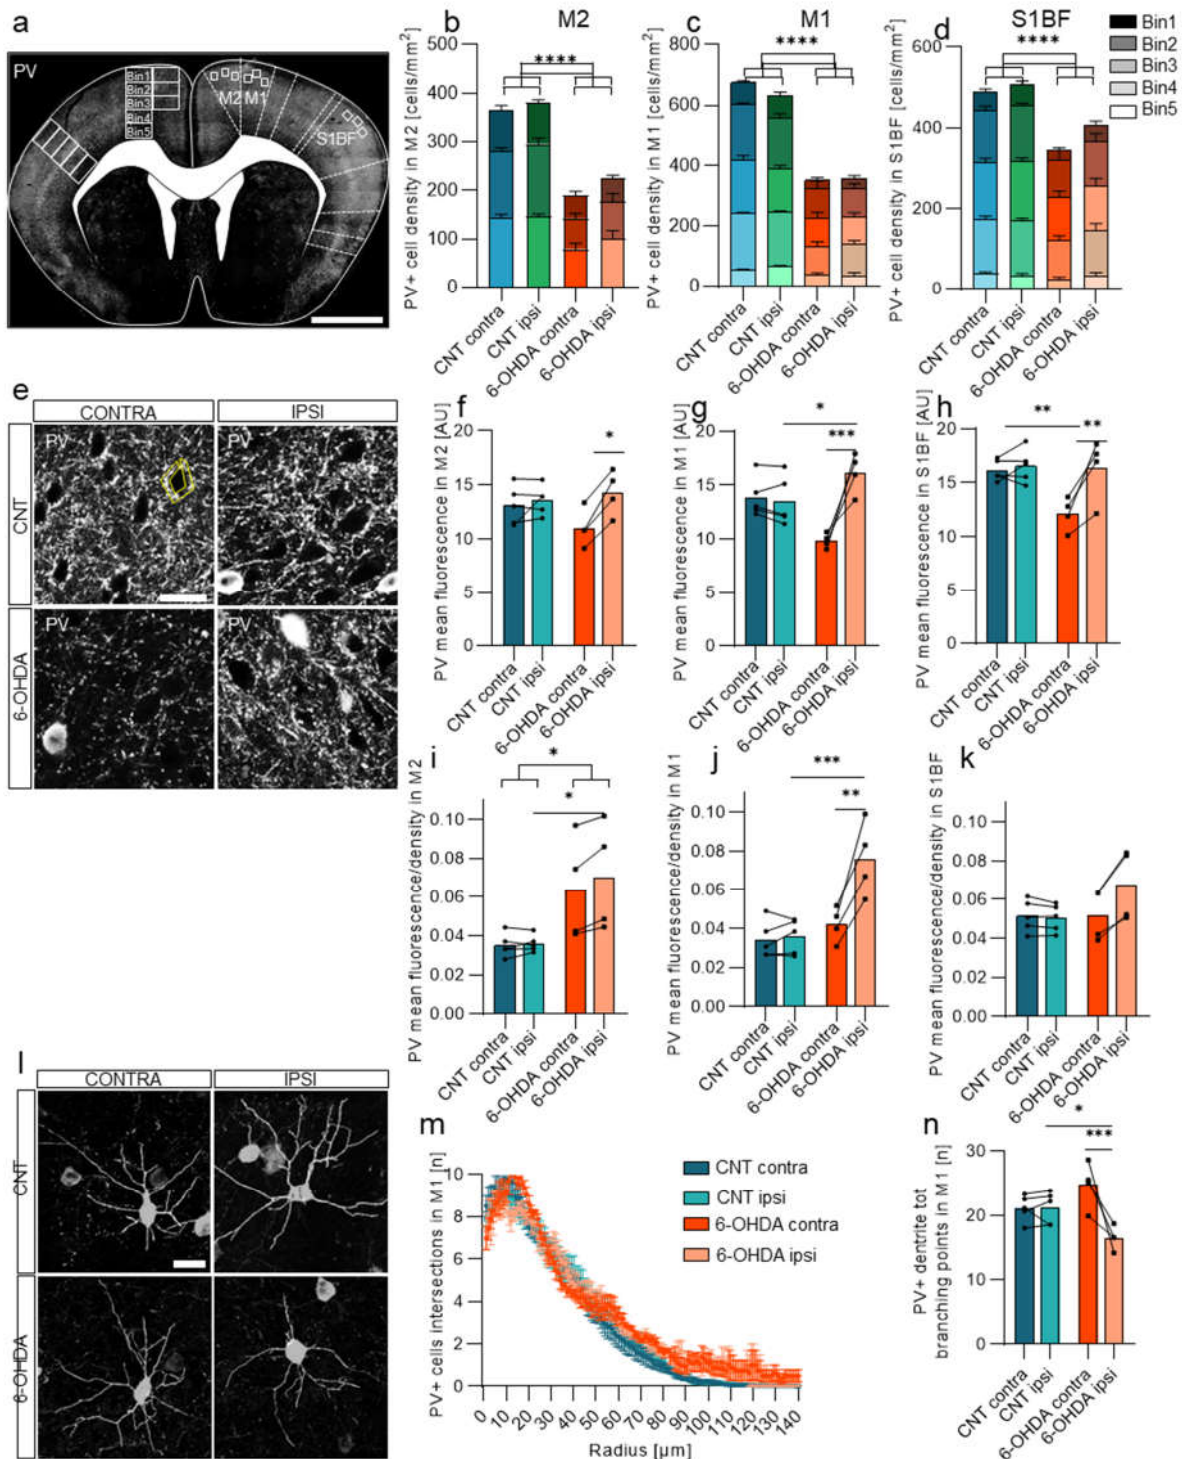 a
PV
Bin1
Bin2
Bin3
Bin4
Bin5
M2
M1
S1BF
b
M2
PV+ cell density in M2 [cells/mm²]
500
400
300
200
100
0
****
CNT contra
CNT ipsi
6-OHDA contra
6-OHDA ipsi
c
M1
PV+ cell density in M1 [cells/mm²]
800
600
400
200
0
****
CNT contra
CNT ipsi
6-OHDA contra
6-OHDA ipsi
d
S1BF
PV+ cell density in S1BF [cells/mm²]
600
400
200
0
****
CNT contra
CNT ipsi
6-OHDA contra
6-OHDA ipsi
Bin1
Bin2
Bin3
Bin4
Bin5
e
CONTRA
IPSI
CNT
6-OHDA
PV
PV
PV
PV
f
PV mean fluorescence in M2 [AU]
20
15
10
5
0
*
CNT contra
CNT ipsi
6-OHDA contra
6-OHDA ipsi
g
PV mean fluorescence in M1 [AU]
20
15
10
5
0
*
***
CNT contra
CNT ipsi
6-OHDA contra
6-OHDA ipsi
h
PV mean fluorescence in S1BF [AU]
20
15
10
5
0
**
**
CNT contra
CNT ipsi
6-OHDA contra
6-OHDA ipsi
i
PV mean fluorescence/density in M2
0.10
0.08
0.06
0.04
0.02
0.00
*
*
CNT contra
CNT ipsi
6-OHDA contra
6-OHDA ipsi
j
PV mean fluorescence/density in M1
0.10
0.08
0.06
0.04
0.02
0.00
***
**
CNT contra
CNT ipsi
6-OHDA contra
6-OHDA ipsi
k
PV mean fluorescence/density in S1BF
0.10
0.08
0.06
0.04
0.02
0.00
CNT contra
CNT ipsi
6-OHDA contra
6-OHDA ipsi
l
CONTRA
IPSI
CNT
6-OHDA
m
PV+ cells intersections in M1 [n]
10
8
6
4
2
0
0
10
20
30
40
50
60
70
80
90
100
110
120
130
140
Radius [µm]
CNT contra
CNT ipsi
6-OHDA contra
6-OHDA ipsi
n
PV+ dentrite tot
branching points in M1 [n]
30
20
10
0
*
***
CNT contra
CNT ipsi
6-OHDA contra
6-OHDA ipsi